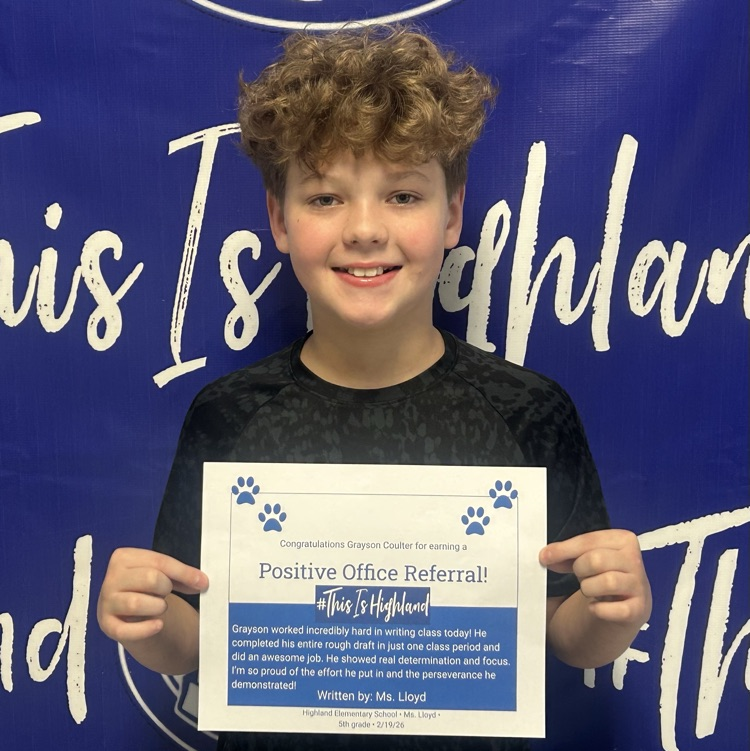 This Is Highlan
Congratulations Grayson Coulter for earning a
Positive Office Referral!
#This Is Highland
Grayson worked incredibly hard in writing class today! He
completed his entire rough draft in just one class period and
did an awesome job. He showed real determination and focus.
I'm so proud of the effort he put in and the perseverance he
demonstrated!
Written by: Ms. Lloyd
Highland Elementary School • Ms. Lloyd •
5th grade • 2/19/26
nd
#Th